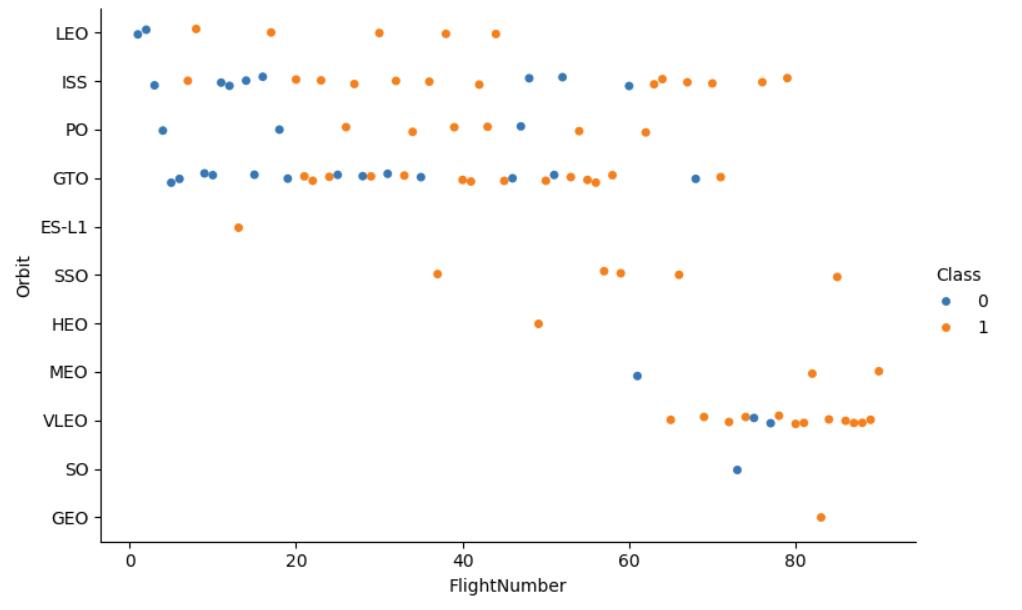 LEO
ISS
PO
GTO
ES-L1
SSO
HEO
MEO
VLEO
SO
GEO
Orbit
0 20 40 60 80
FlightNumber
Class
0
1